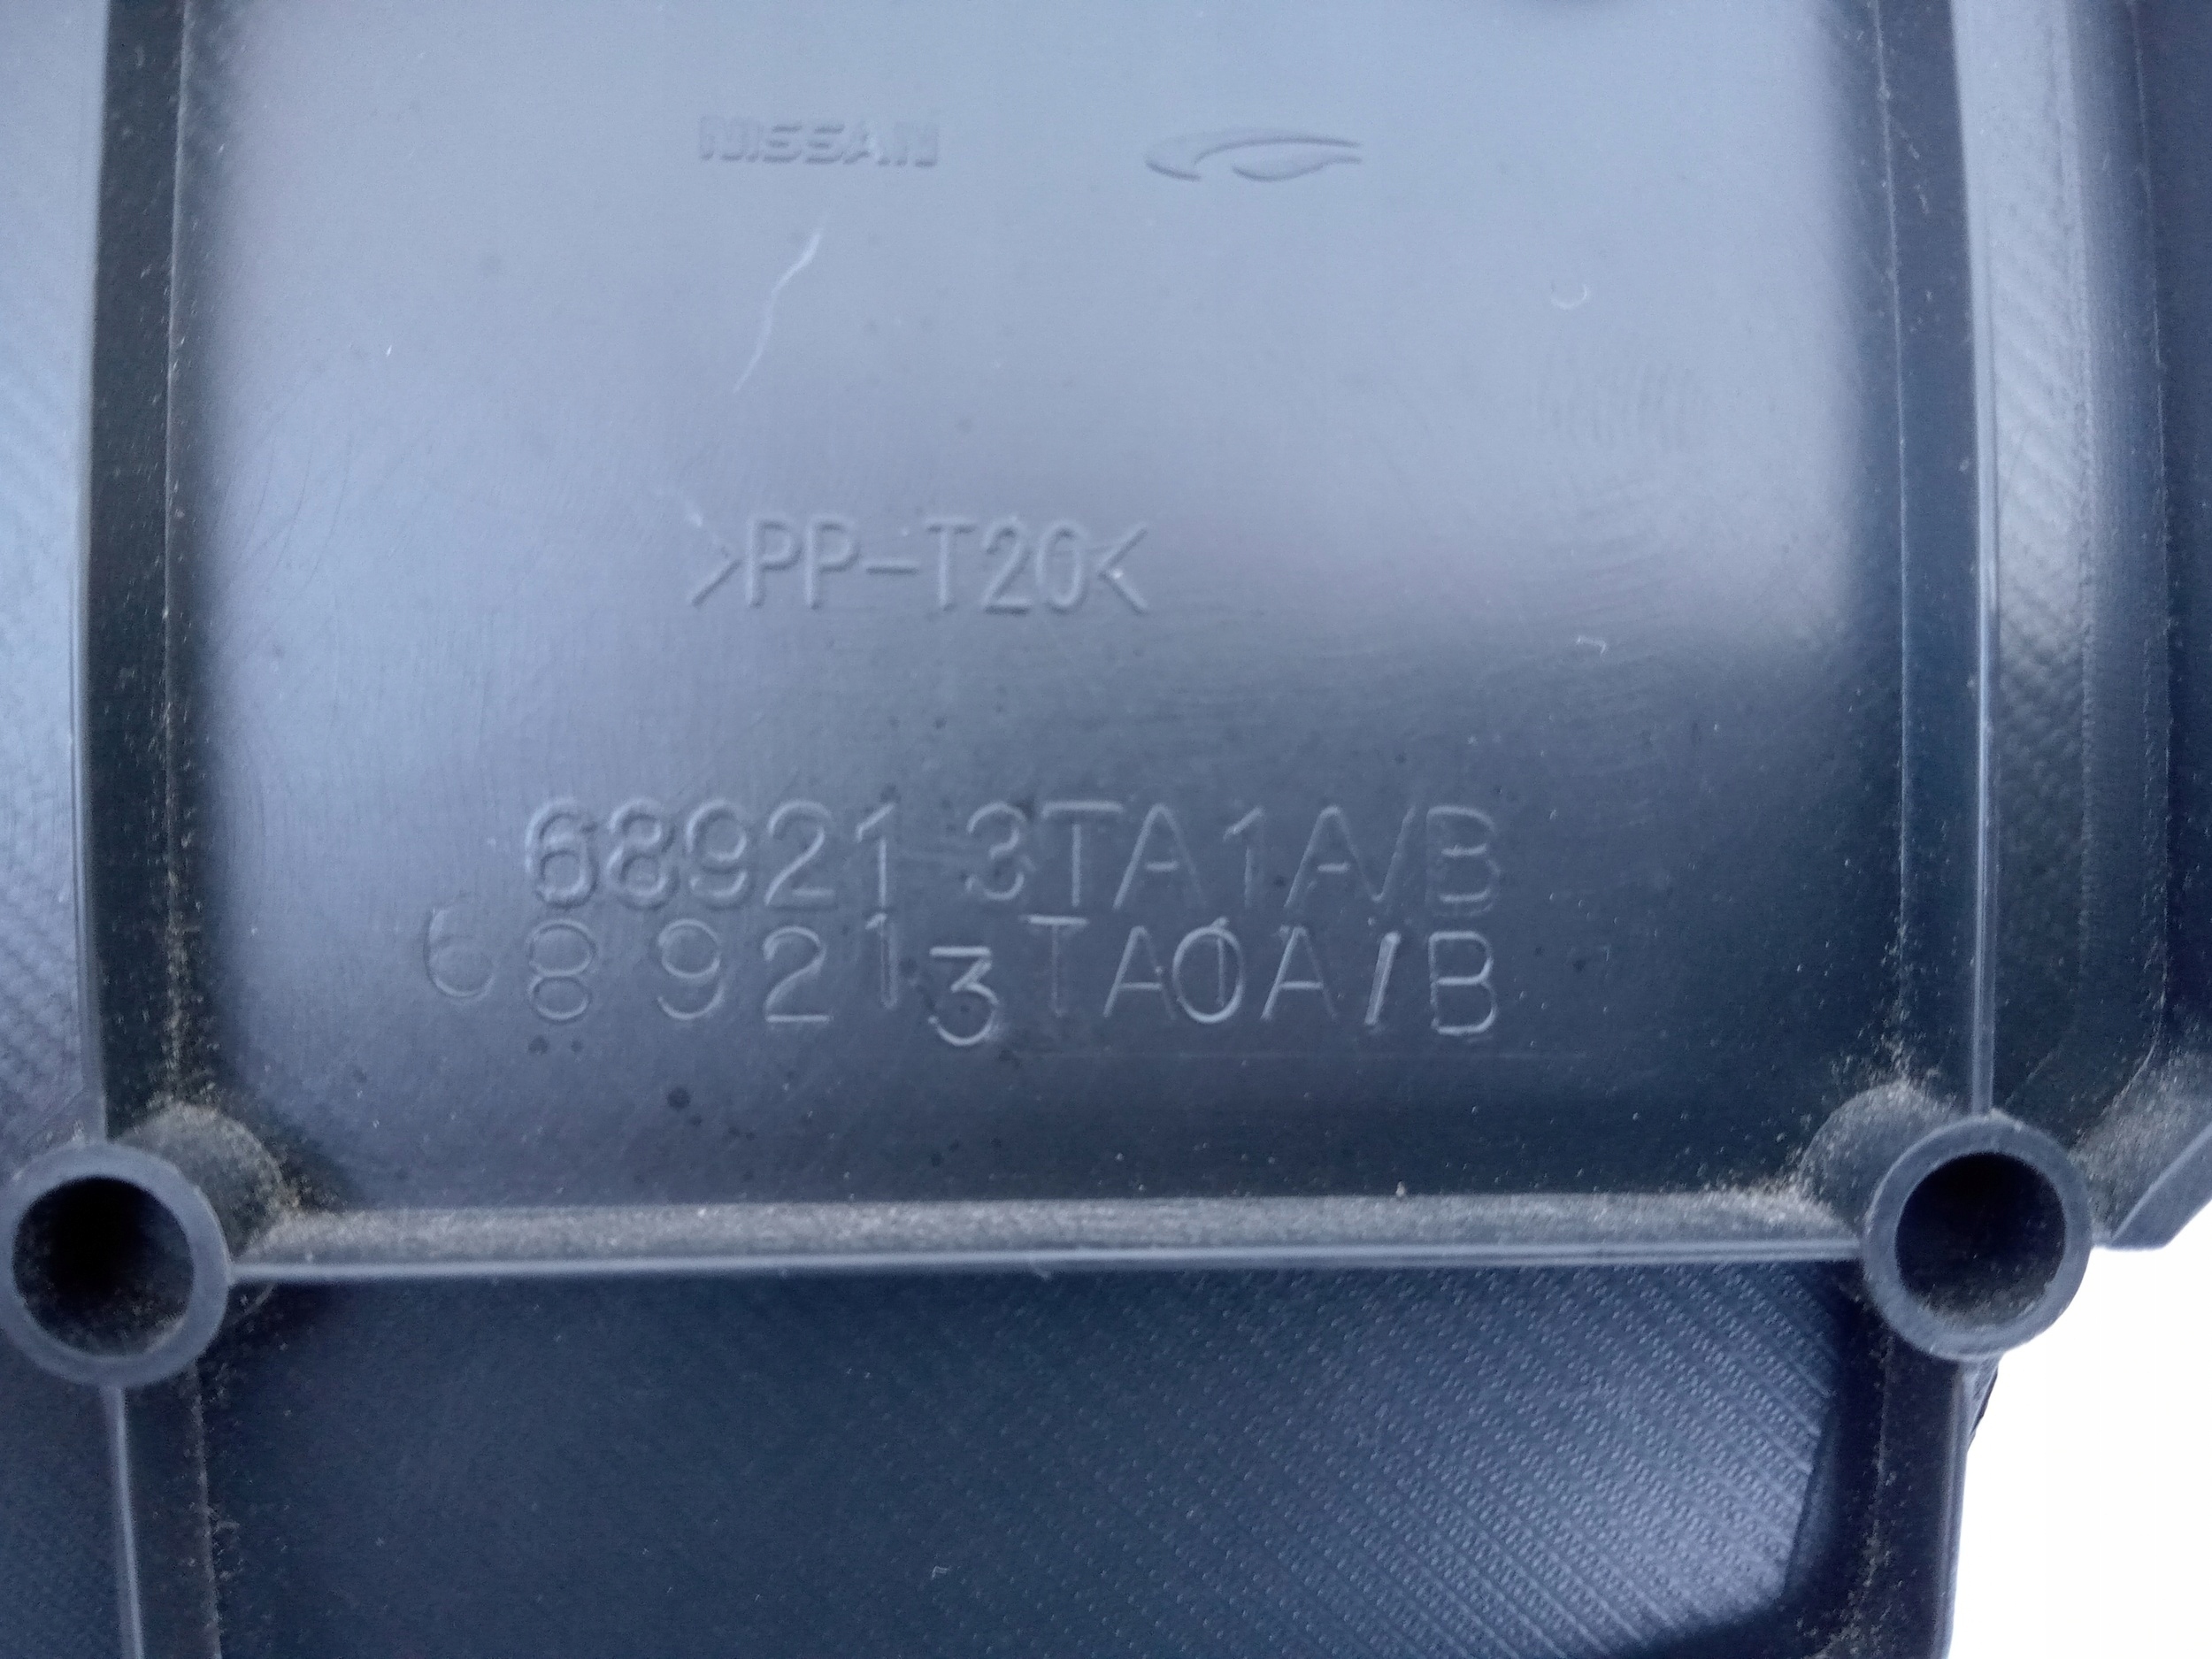 NISSAN
>PP-T20<
68921 3TA1A/B
68921 3TA0A/B